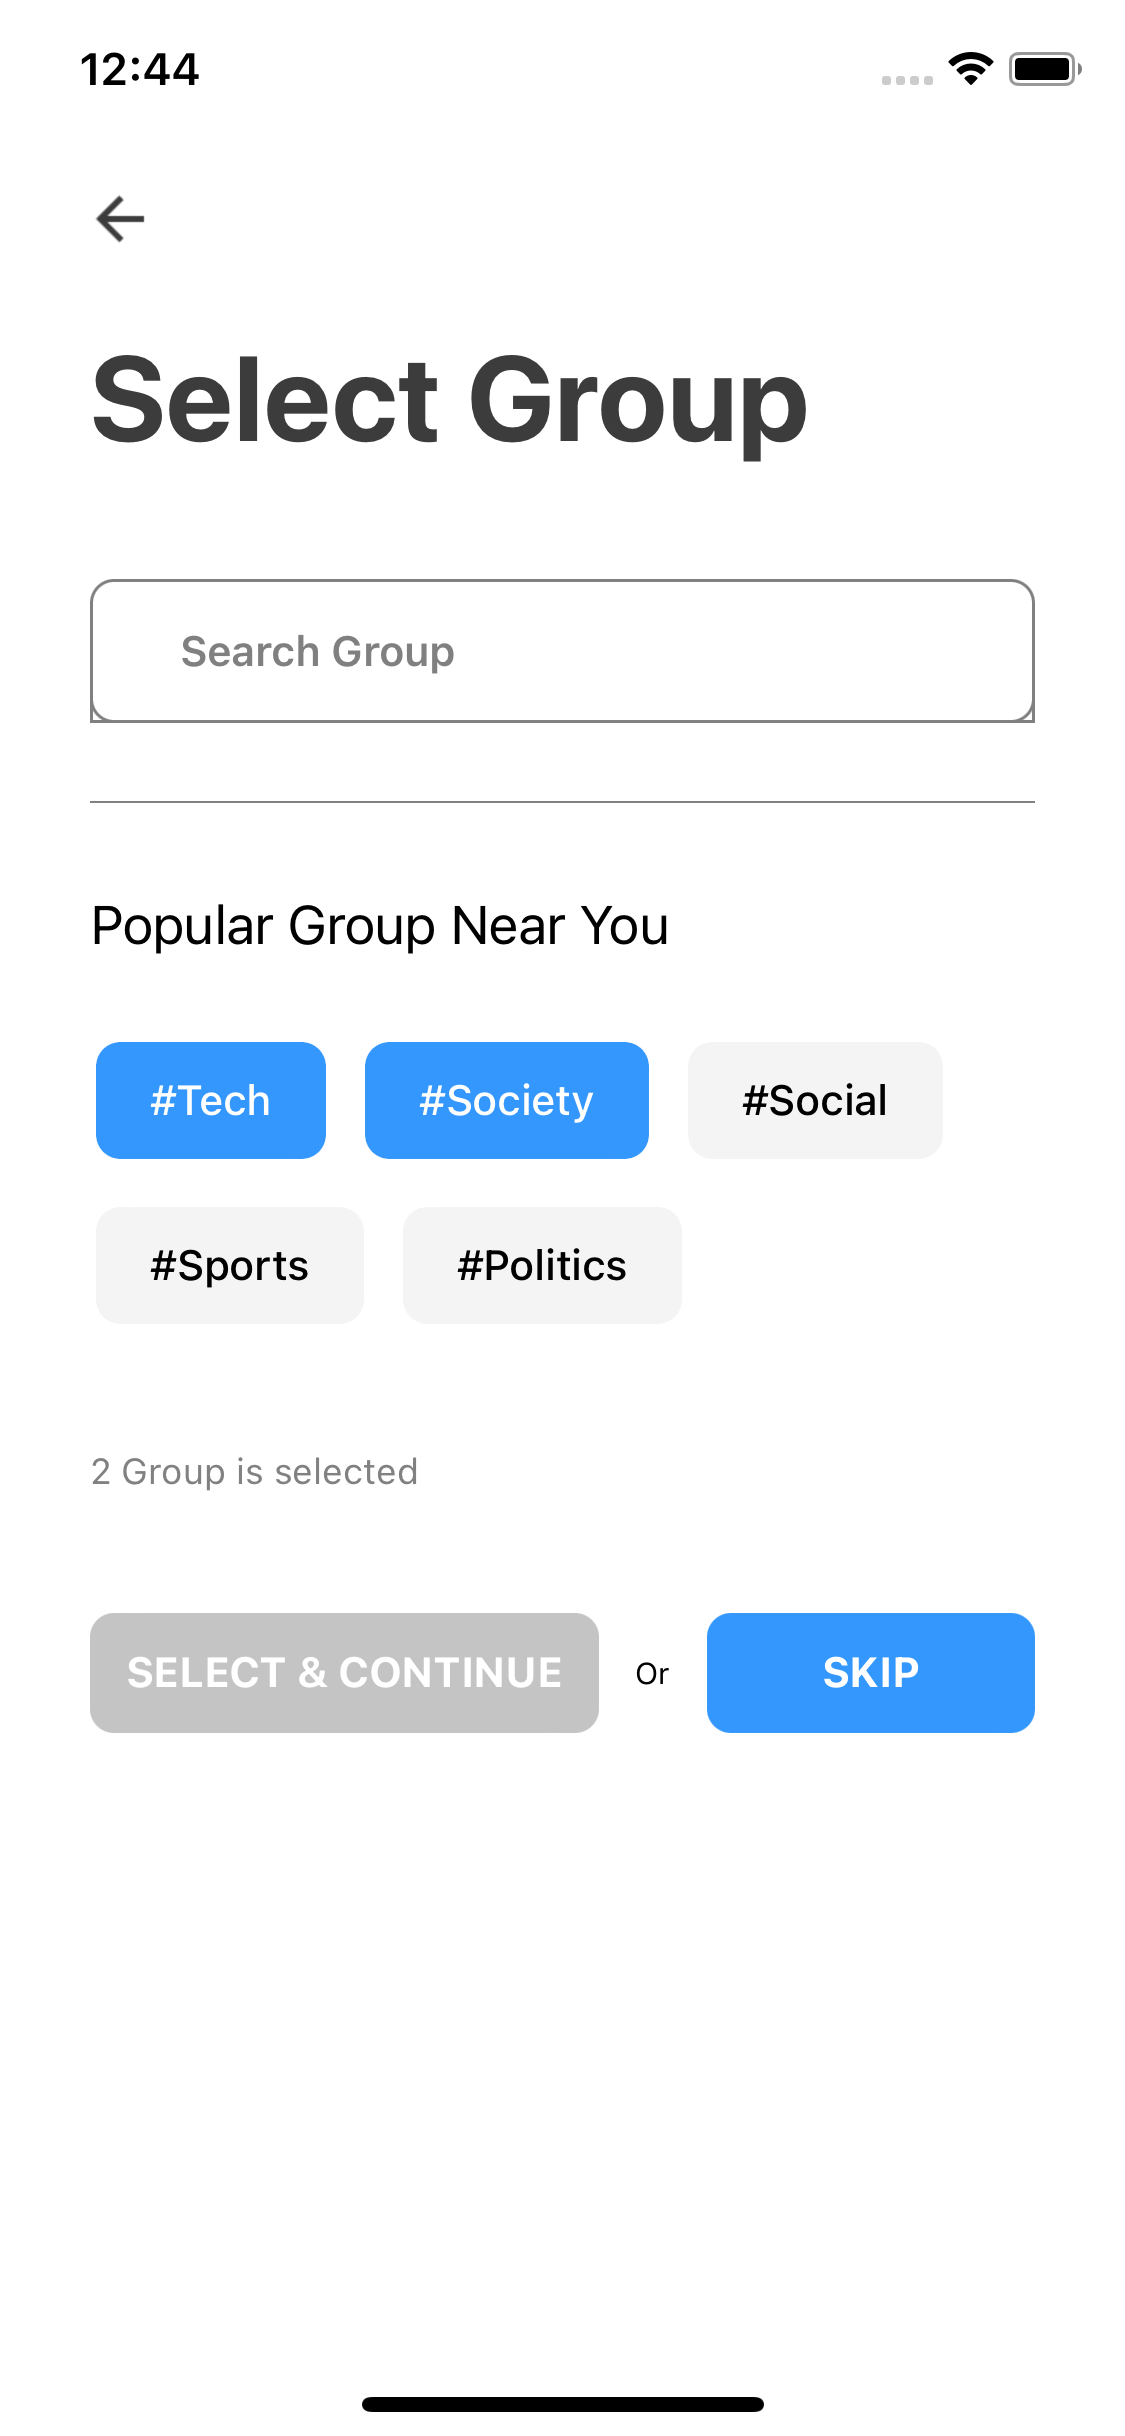 12:44
Select Group
Search Group
Popular Group Near You
#Tech #Society #Social
#Sports #Politics
2 Group is selected
SELECT & CONTINUE Or SKIP